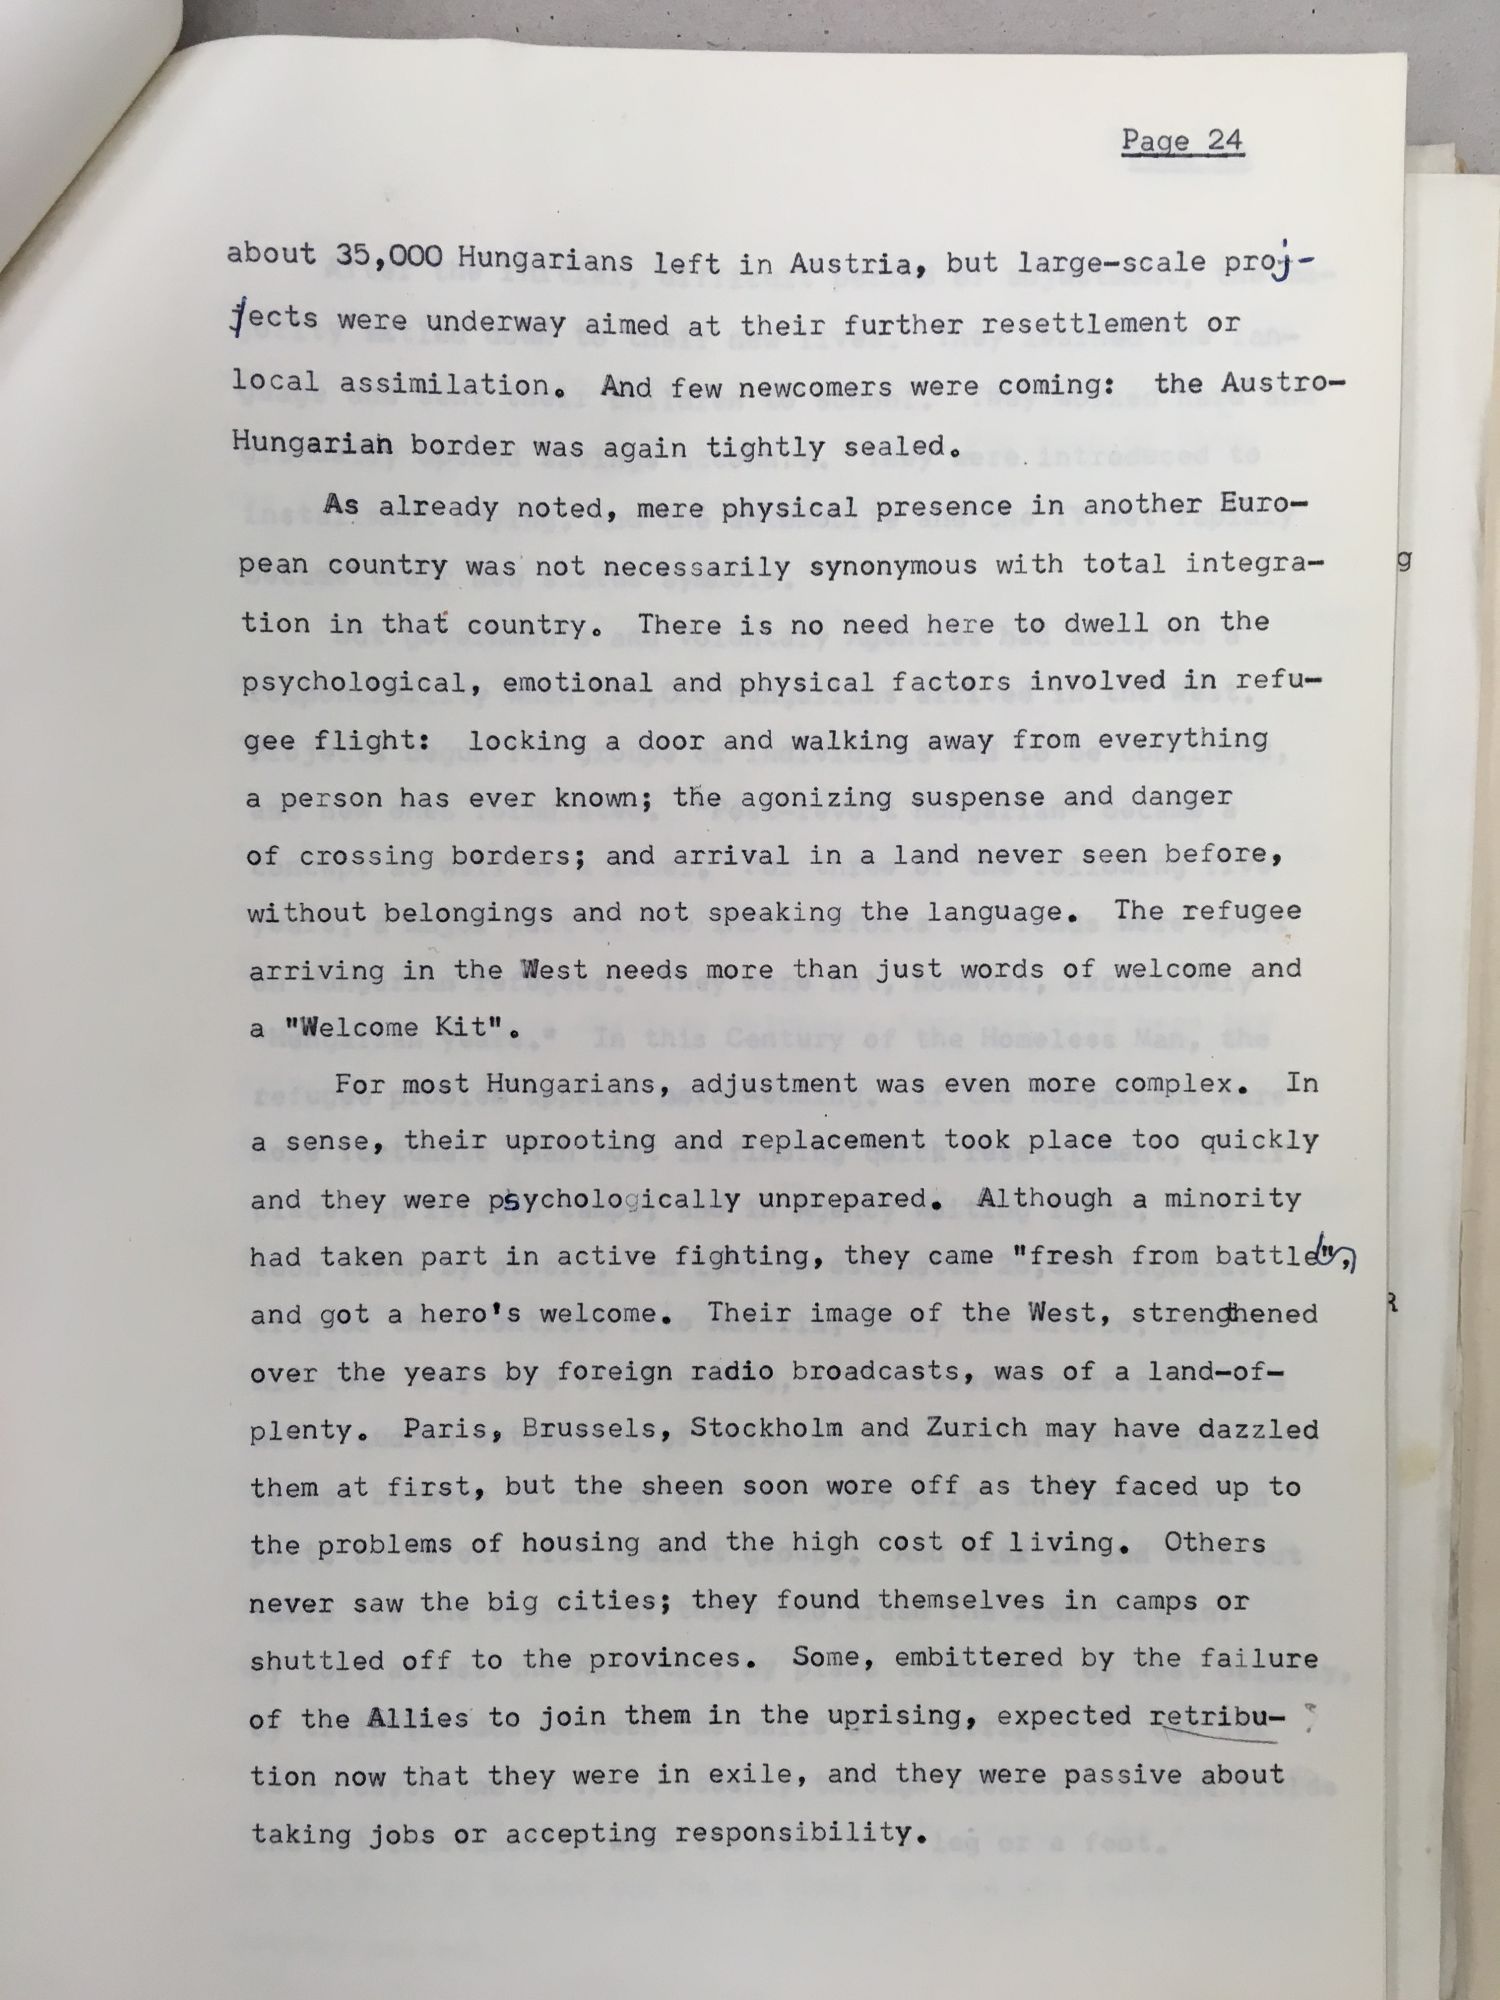 Page 24
about 35,000 Hungarians left in Austria, but large-scale proj-
jects were underway aimed at their further resettlement or
local assimilation. And few newcomers were coming: the Austro-
Hungarian border was again tightly sealed.
As already noted, mere physical presence in another Euro-
pean country was not necessarily synonymous with total integra-
tion in that country. There is no need here to dwell on the
psychological, emotional and physical factors involved in refu-
gee flight: locking a door and walking away from everything
a person has ever known; the agonizing suspense and danger
of crossing borders; and arrival in a land never seen before,
without belongings and not speaking the language. The refugee
arriving in the West needs more than just words of welcome and
a "Welcome Kit".
For most Hungarians, adjustment was even more complex. In
a sense, their uprooting and replacement took place too quickly
and they were psychologically unprepared. Although a minority
had taken part in active fighting, they came "fresh from battle",
and got a hero's welcome. Their image of the West, strengthened
over the years by foreign radio broadcasts, was of a land-of-
plenty. Paris, Brussels, Stockholm and Zurich may have dazzled
them at first, but the sheen soon wore off as they faced up to
the problems of housing and the high cost of living. Others
never saw the big cities; they found themselves in camps or
shuttled off to the provinces. Some, embittered by the failure
of the Allies to join them in the uprising, expected retribu- ?
tion now that they were in exile, and they were passive about
taking jobs or accepting responsibility.